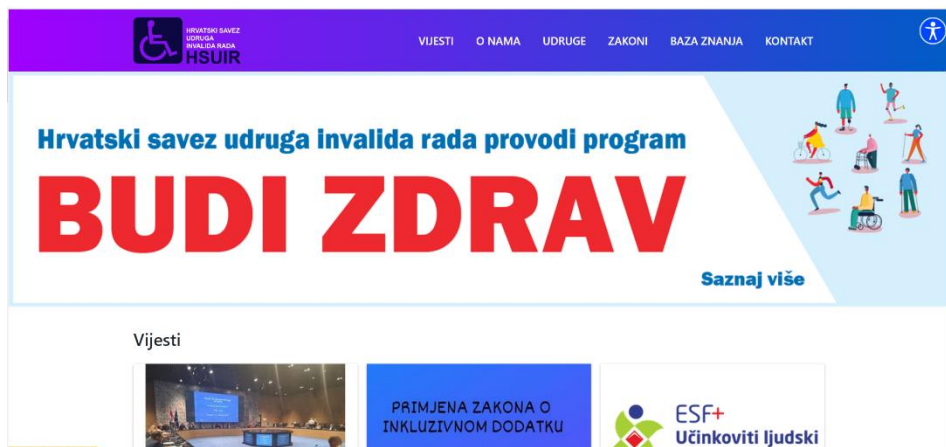 HRVATSKI SAVEZ
UDRUGA
INVALIDA RADA
HSUIR
VIJESTI O NAMA UDRUGE ZAKONI BAZA ZNANJA KONTAKT
Hrvatski savez udruga invalida rada provodi program
BUDI ZDRAV
Saznaj više
Vijesti
PRIMJENA ZAKONA O
INKLUZIVNOM DODATKU
ESF+
Učinkoviti ljudski